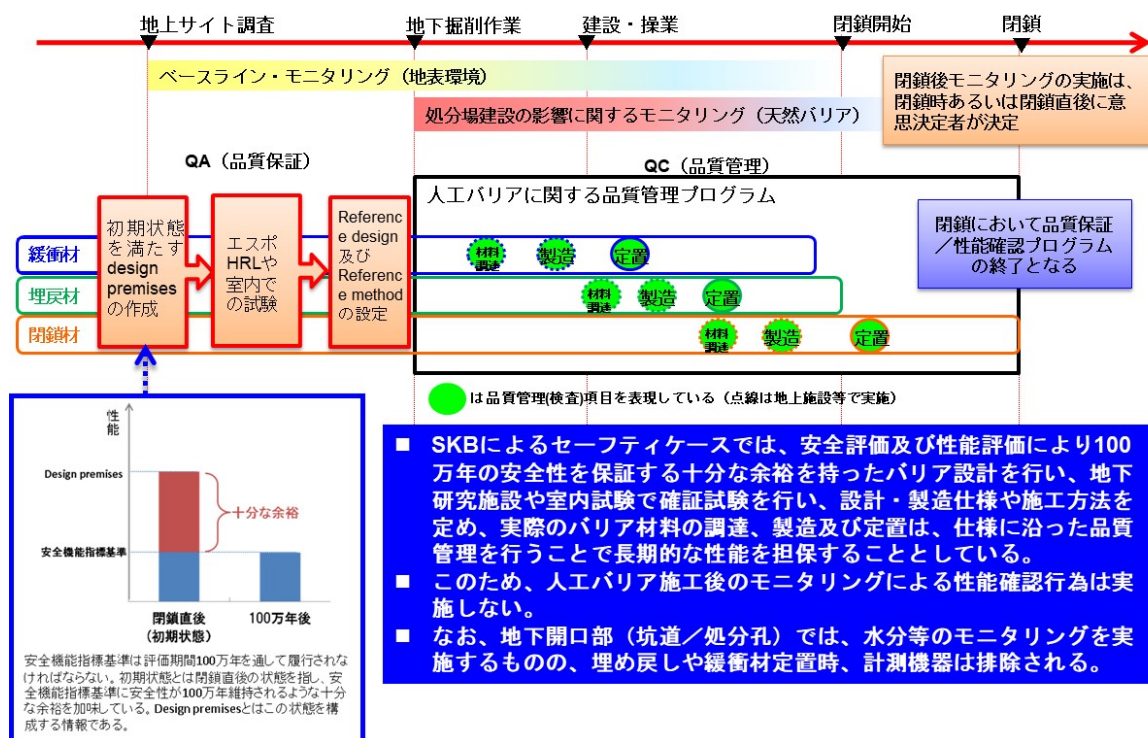 地上サイト調査
地下掘削作業
建設・操業
閉鎖開始
閉鎖
ベースライン・モニタリング（地表環境）
処分場建設の影響に関するモニタリング（天然バリア）
閉鎖後モニタリングの実施は、
閉鎖時あるいは閉鎖直後に意
思決定者が決定
QA（品質保証）
QC（品質管理）
人工バリアに関する品質管理プログラム
緩衝材
埋戻材
閉鎖材
初期状態
を満たす
design
premises
の作成
エスポ
HRLや
室内で
の試験
Referenc
e design
及び
Referenc
e method
の設定
材料
調達
製造
定置
材料
調達
製造
定置
材料
調達
製造
定置
閉鎖において品質保証
／性能確認プログラム
の終了となる
は品質管理(検査)項目を表現している（点線は地上施設等で実施）
性
能
Design premises
十分な余裕
安全機能指標基準
閉鎖直後
（初期状態）
100万年後
安全機能指標基準は評価期間100万年を通して履行されな
ければならない。初期状態とは閉鎖直後の状態を指し、安
全機能指標基準に安全性が100万年維持されるような十分
な余裕を加味している。Design premisesとはこの状態を構
成する情報である。
■ SKBによるセーフティケースでは、安全評価及び性能評価により100
万年の安全性を保証する十分な余裕を持ったバリア設計を行い、地下
研究施設や室内試験で確証試験を行い、設計・製造仕様や施工方法を
定め、実際のバリア材料の調達、製造及び定置は、仕様に沿った品質
管理を行うことで長期的な性能を担保することとしている。
■ このため、人工バリア施工後のモニタリングによる性能確認行為は実
施しない。
■ なお、地下開口部（坑道／処分孔）では、水分等のモニタリングを実
施するものの、埋め戻しや緩衝材定置時、計測機器は排除される。